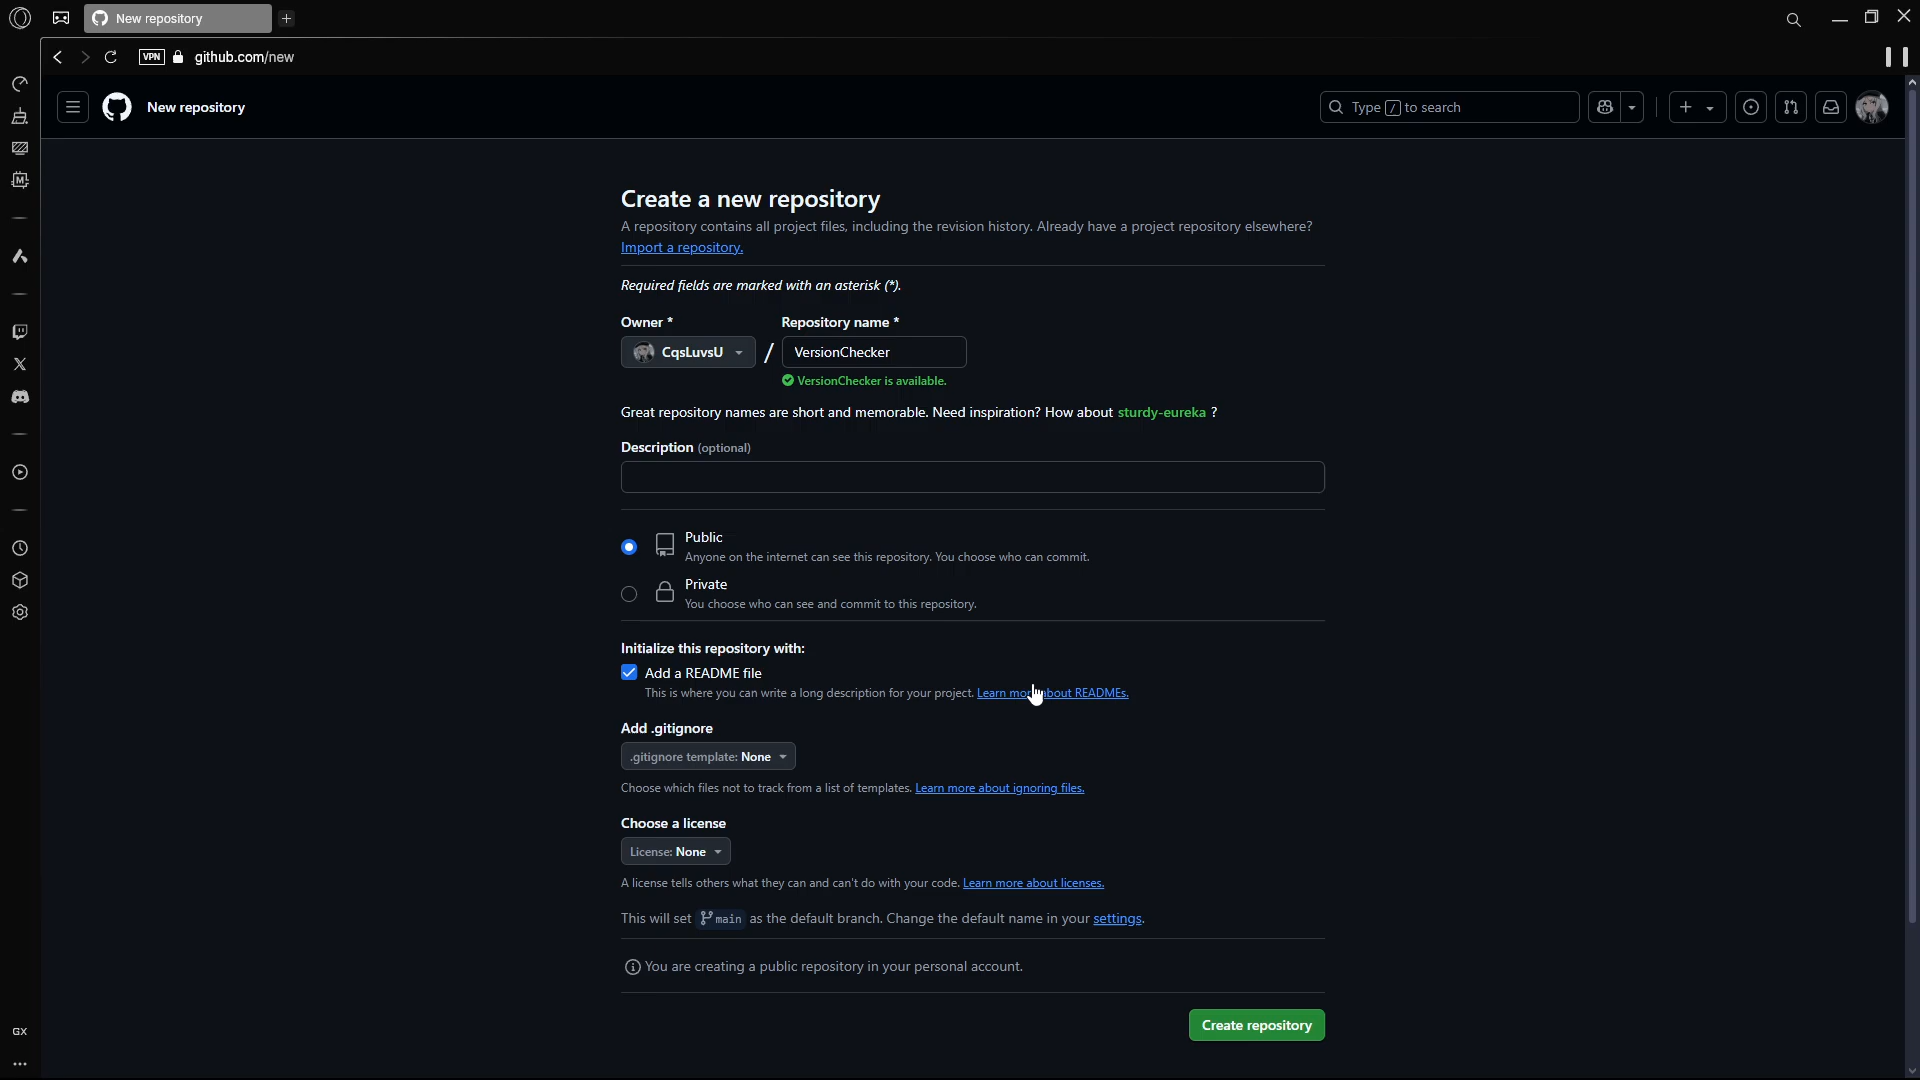 New repository
VPN
github.com/new
New repository
Type / to search
Create a new repository
A repository contains all project files, including the revision history. Already have a project repository elsewhere?
Import a repository.
Required fields are marked with an asterisk (*).
Owner * Repository name *
CqsLuvsU / VersionChecker
VersionChecker is available.
Great repository names are short and memorable. Need inspiration? How about sturdy-eureka ?
Description (optional)
Public
Anyone on the internet can see this repository. You choose who can commit.
Private
You choose who can see and commit to this repository.
Initialize this repository with:
Add a README file
This is where you can write a long description for your project. Learn more about READMEs.
Add .gitignore
.gitignore template: None
Choose which files not to track from a list of templates. Learn more about ignoring files.
Choose a license
License: None
A license tells others what they can and can't do with your code. Learn more about licenses.
This will set main as the default branch. Change the default name in your settings.
You are creating a public repository in your personal account.
GX
Create repository